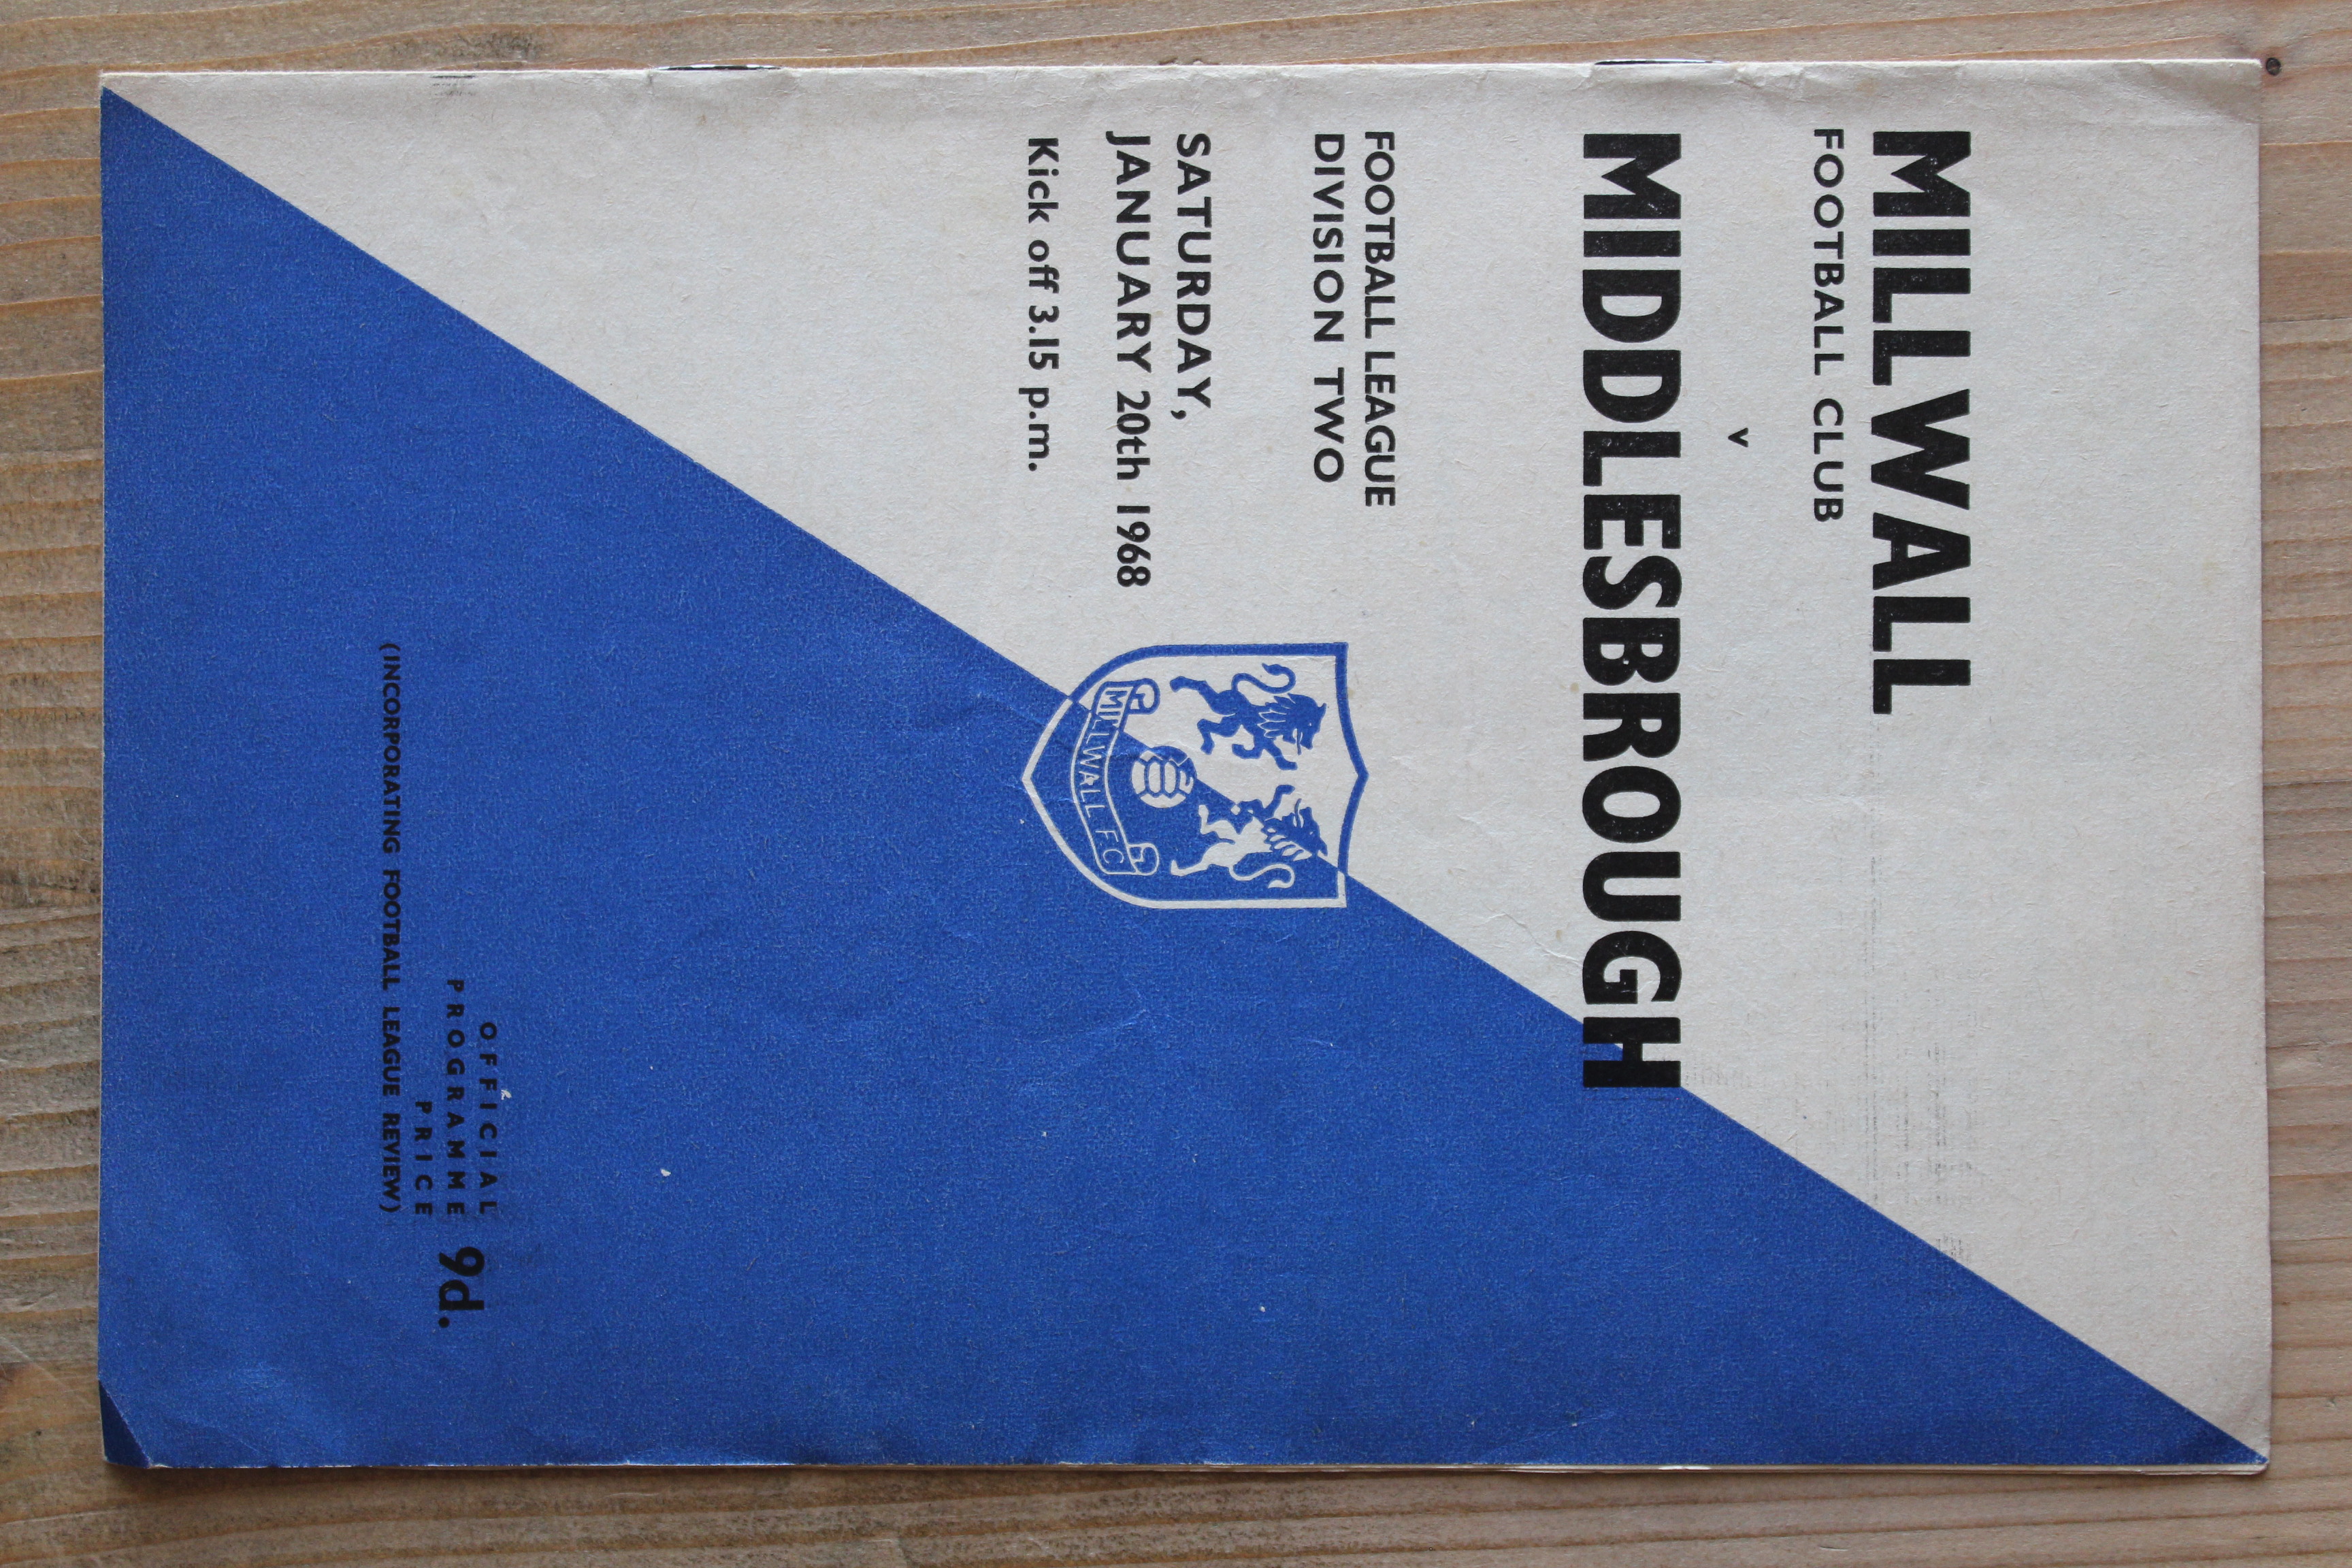 MILLWALL
FOOTBALL CLUB
v
MIDDLESBROUGH
FOOTBALL LEAGUE
DIVISION TWO
MILLWALL FC
SATURDAY,
JANUARY 20th 1968
Kick off 3.15 p.m.
OFFICIAL
PROGRAMME 9d.
PRICE
(INCORPORATING FOOTBALL LEAGUE REVIEW)